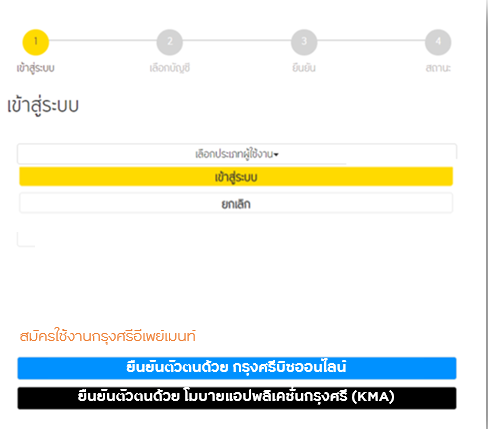 1 2 3 4
เข้าสู่ระบบ เลือกบัญชี ยืนยัน สถานะ
เข้าสู่ระบบ
เลือกประเภทผู้ใช้งาน
เข้าสู่ระบบ
ยกเลิก
สมัครใช้งานกรุงศรีอีเพย์เมนท์
ยืนยันตัวตนด้วย กรุงศรีบิซออนไลน์
ยืนยันตัวตนด้วย โมบายแอปพลิเคชั่นกรุงศรี (KMA)